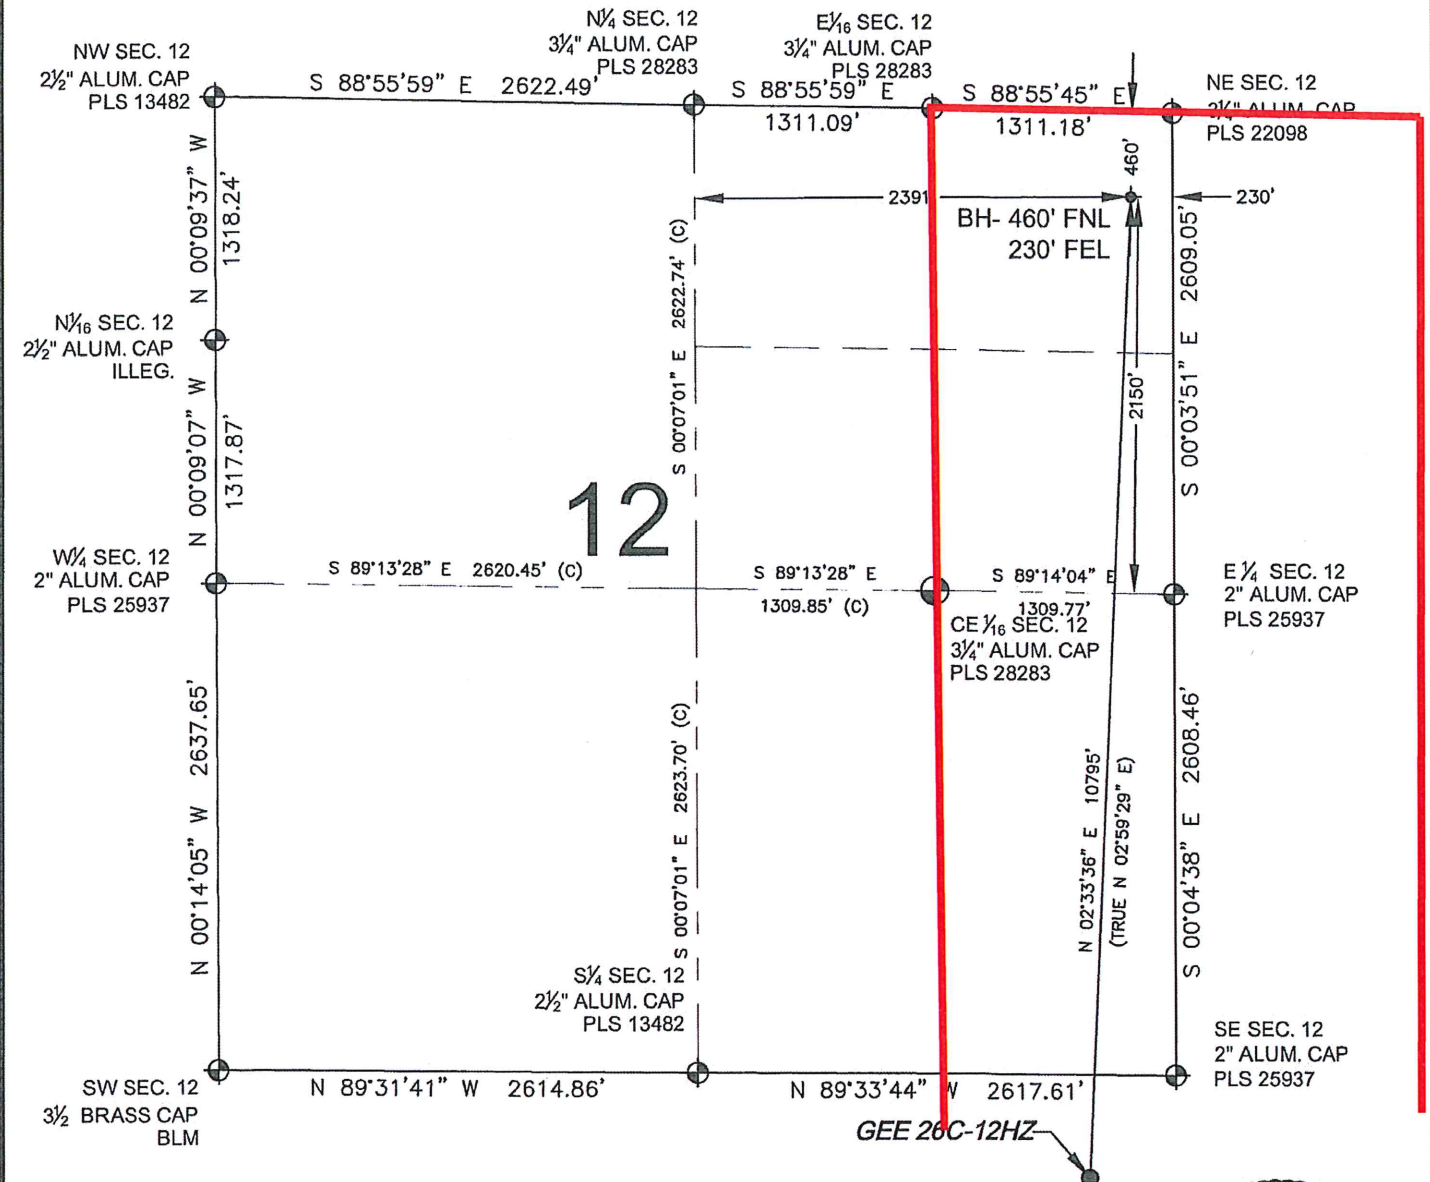 NW SEC. 12
2½" ALUM. CAP
PLS 13482
N¼ SEC. 12
3¼" ALUM. CAP
PLS 28283
E⅟16 SEC. 12
3¼" ALUM. CAP
PLS 28283
NE SEC. 12
ALUM. CAP
PLS 22098
S 88°55'59" E 2622.49'
S 88°55'59" E
1311.09'
S 88°55'45" E
1311.18'
N 00°09'37" W
1318.24'
460'
2391
230'
BH- 460' FNL
230' FEL
S 00°07'01" E 2622.74' (C)
S 00°03'51" E 2609.05'
2150'
N⅟16 SEC. 12
2½" ALUM. CAP
ILLEG.
N 00°09'07" W
1317.87'
12
W¼ SEC. 12
2" ALUM. CAP
PLS 25937
S 89°13'28" E 2620.45' (C)
S 89°13'28" E
1309.85' (C)
S 89°14'04" E
1309.77'
E ¼ SEC. 12
2" ALUM. CAP
PLS 25937
CE ⅟16 SEC. 12
3¼" ALUM. CAP
PLS 28283
N 00°14'05" W 2637.65'
S 00°07'01" E 2623.70' (C)
N 02°33'36" E 10795'
(TRUE N 02°59'29" E)
S 00°04'38" E 2608.46'
S¼ SEC. 12
2½" ALUM. CAP
PLS 13482
SE SEC. 12
2" ALUM. CAP
PLS 25937
SW SEC. 12
3½ BRASS CAP
BLM
N 89°31'41" W 2614.86'
N 89°33'44" W 2617.61'
GEE 26C-12HZ